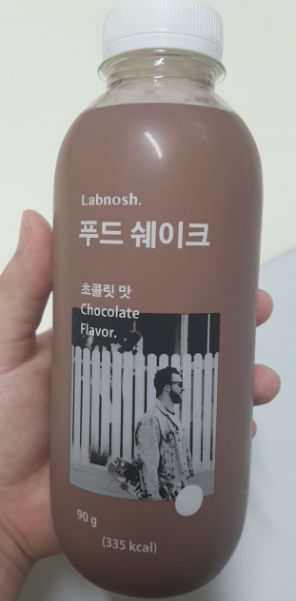 Labnosh.
푸드 쉐이크
초콜릿 맛
Chocolate
Flavor.
90 g
(335 kcal)